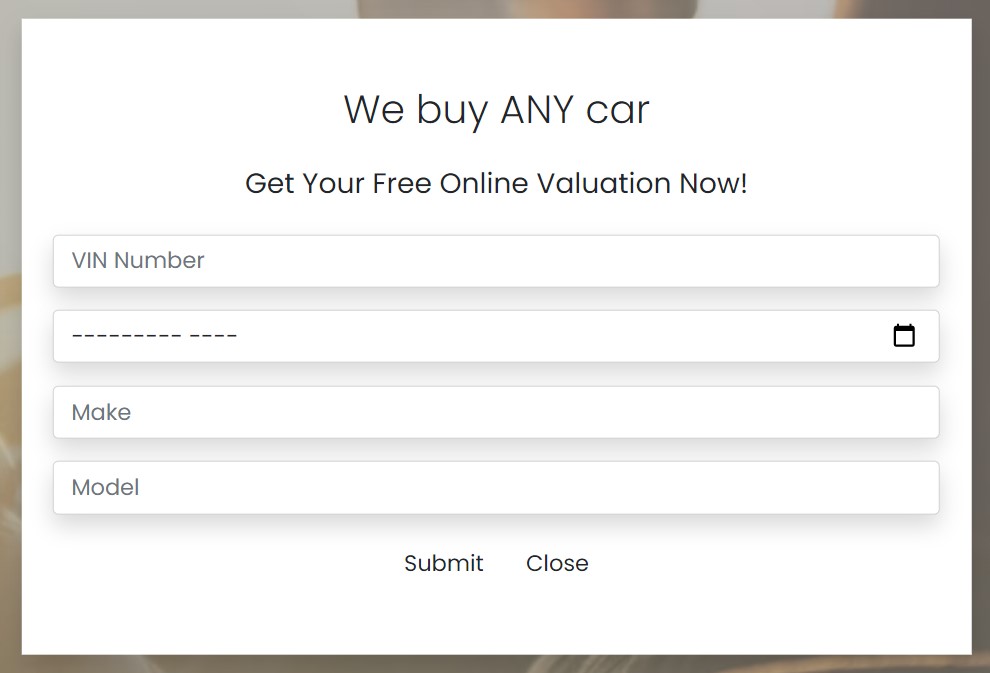 We buy ANY car
Get Your Free Online Valuation Now!
VIN Number
--------- ----
Make
Model
Submit Close